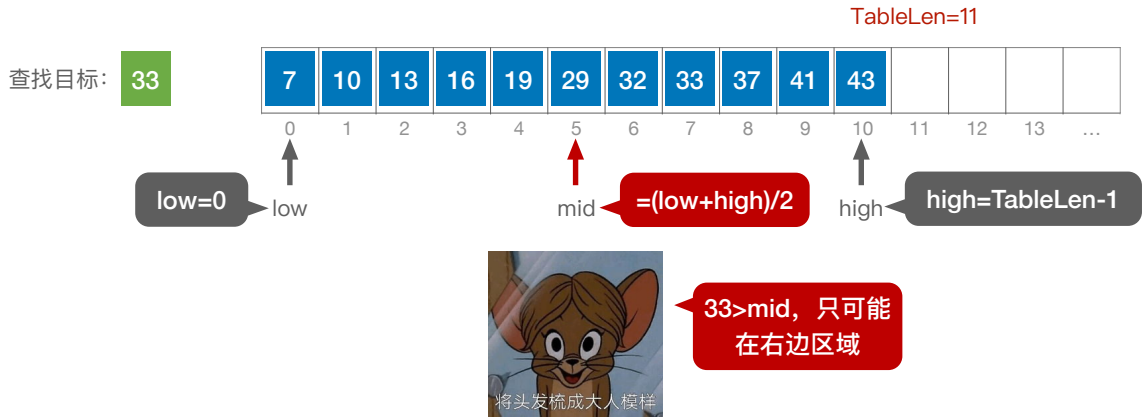 TableLen=11
查找目标： 33 7 10 13 16 19 29 32 33 37 41 43
0 1 2 3 4 5 6 7 8 9 10 11 12 13 ...
low=0 low mid =(low+high)/2 high high=TableLen-1
33>mid，只可能
在右边区域
将头发梳成大人模样